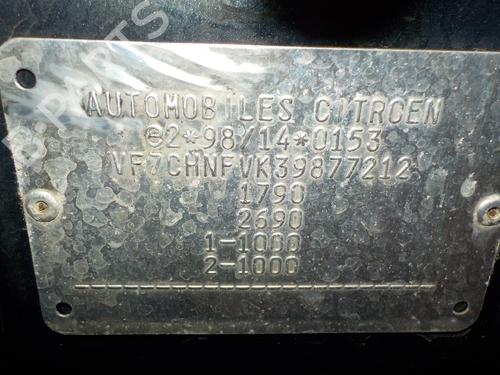 AUTOMOBILES CITROEN
e2*98/14*0153
VF7CHNFVK39877212
1790
2690
1-1000
2-1000